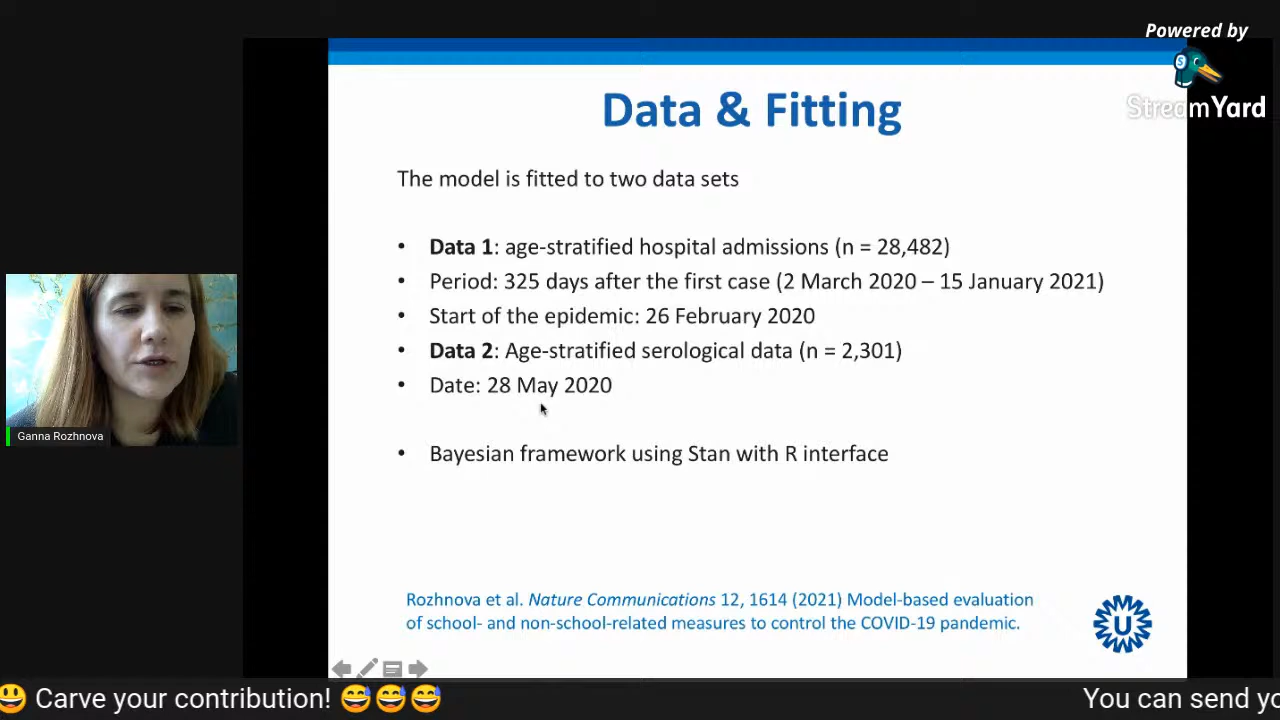 Powered by
StreamYard
Data & Fitting
The model is fitted to two data sets
• Data 1: age-stratified hospital admissions (n = 28,482)
• Period: 325 days after the first case (2 March 2020 – 15 January 2021)
• Start of the epidemic: 26 February 2020
• Data 2: Age-stratified serological data (n = 2,301)
• Date: 28 May 2020
• Bayesian framework using Stan with R interface
Ganna Rozhnova
Rozhnova et al. Nature Communications 12, 1614 (2021) Model-based evaluation
of school- and non-school-related measures to control the COVID-19 pandemic.
U
😃 Carve your contribution! 😅😅😅
You can send yo